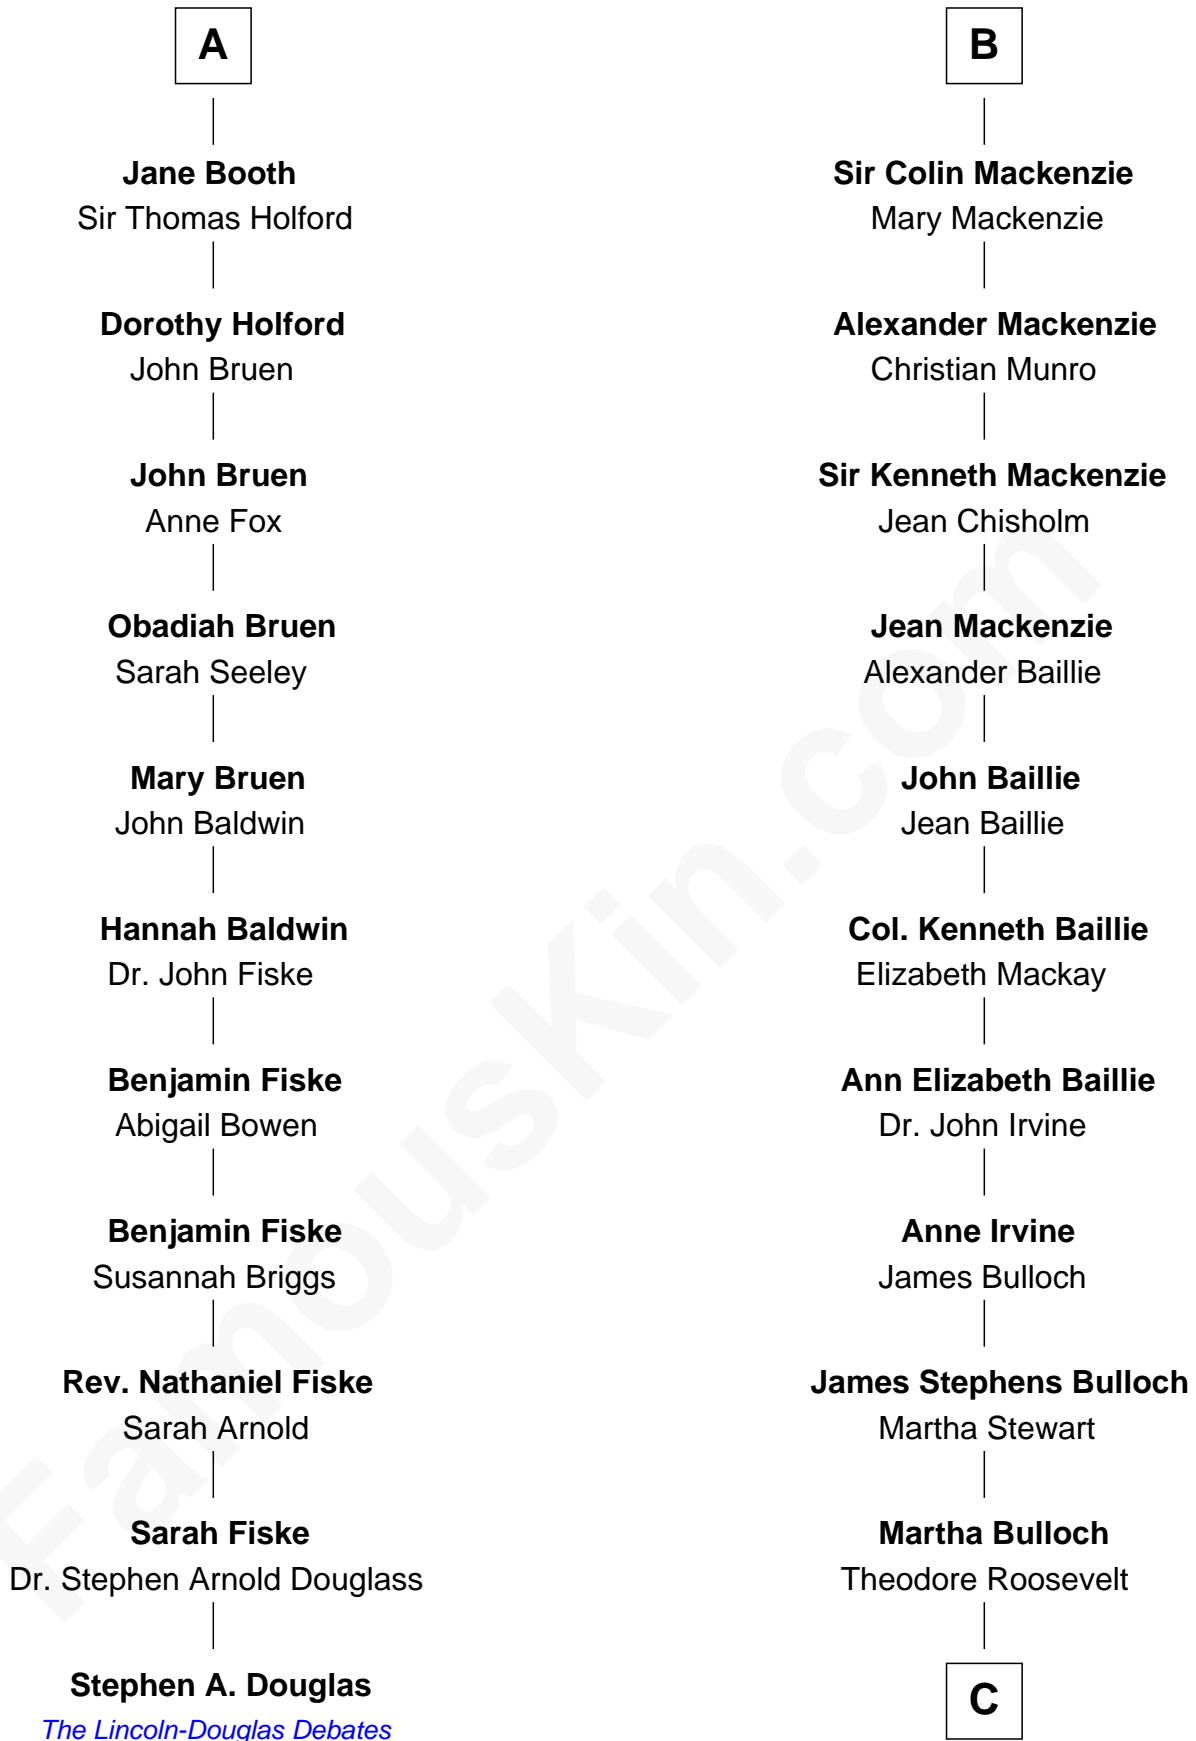 A
Jane Booth
Sir Thomas Holford
Dorothy Holford
John Bruen
John Bruen
Anne Fox
Obadiah Bruen
Sarah Seeley
Mary Bruen
John Baldwin
Hannah Baldwin
Dr. John Fiske
Benjamin Fiske
Abigail Bowen
Benjamin Fiske
Susannah Briggs
Rev. Nathaniel Fiske
Sarah Arnold
Sarah Fiske
Dr. Stephen Arnold Douglass
Stephen A. Douglas
The Lincoln-Douglas Debates
B
Sir Colin Mackenzie
Mary Mackenzie
Alexander Mackenzie
Christian Munro
Sir Kenneth Mackenzie
Jean Chisholm
Jean Mackenzie
Alexander Baillie
John Baillie
Jean Baillie
Col. Kenneth Baillie
Elizabeth Mackay
Ann Elizabeth Baillie
Dr. John Irvine
Anne Irvine
James Bulloch
James Stephens Bulloch
Martha Stewart
Martha Bulloch
Theodore Roosevelt
C
FamousKin.com